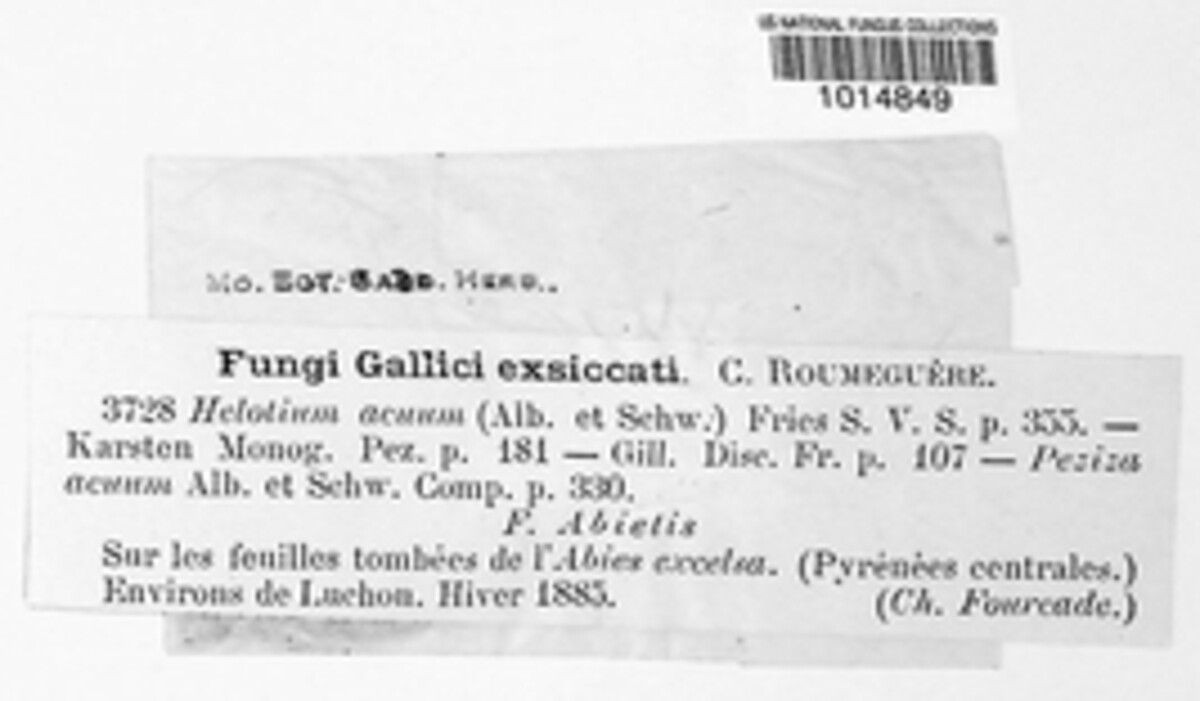 US NATIONAL FUNGUS COLLECTIONS
1014849
Mo. Bot. Gard. Herb.
Fungi Gallici exsiccati. C. ROUMEGUÈRE.
3728 Helotium acuum (Alb. et Schw.) Fries S. V. S. p. 355. —
Karsten Monog. Pez. p. 181 — Gill. Disc. Fr. p. 107 — Peziza
acuum Alb. et Schw. Comp. p. 330.
F. Abietis
Sur les feuilles tombées de l'Abies excelsa. (Pyrénées centrales.)
Environs de Luchon. Hiver 1885. (Ch. Fourcade.)